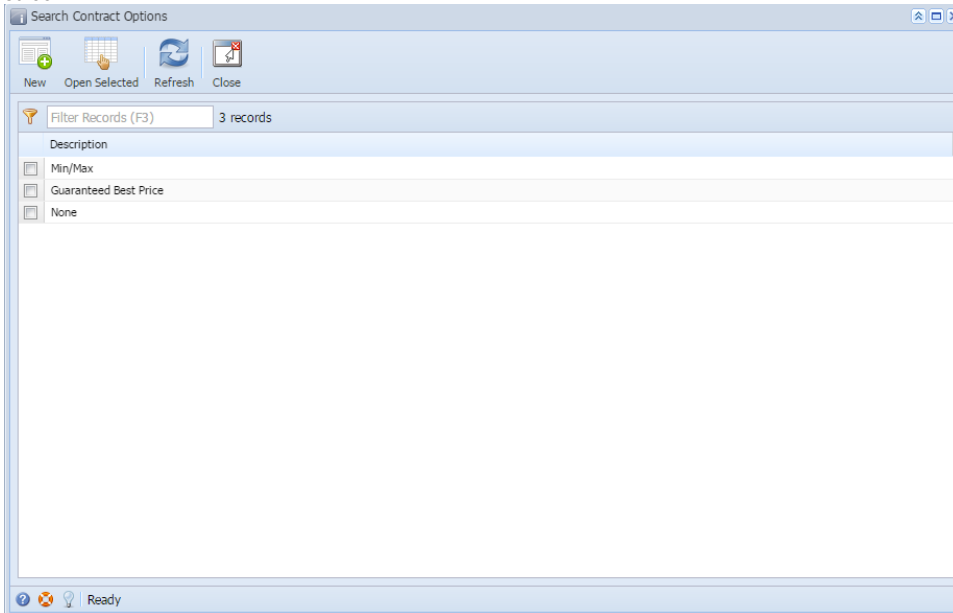 Search Contract Options
New Open Selected Refresh Close
Filter Records (F3) 3 records
Description
Min/Max
Guaranteed Best Price
None
Ready